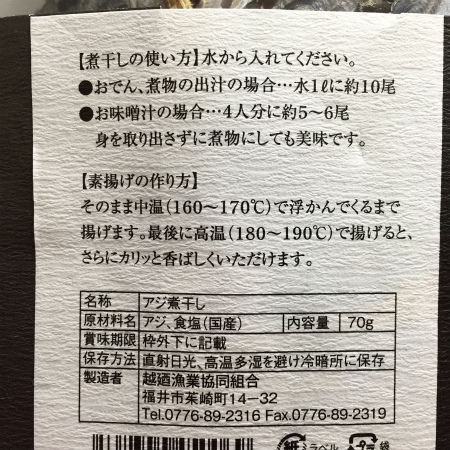 【煮干しの使い方】水から入れてください。
●おでん、煮物の出汁の場合…水1ℓに約10尾
●お味噌汁の場合…4人分に約5〜6尾
身を取り出さずに煮物にしても美味です。
【素揚げの作り方】
そのまま中温(160〜170℃)で浮かんでくるまで
揚げます。最後に高温(180〜190℃)で揚げると、
さらにカリッと香ばしくいただけます。
名称 アジ煮干し
原材料名 アジ、食塩(国産) 内容量 70g
賞味期限 枠外下に記載
保存方法 直射日光、高温多湿を避け冷暗所に保存
製造者 越廼漁業協同組合
福井市茱崎町14−32
Tel.0776-89-2316 Fax.0776-89-2319
紙 ラベル プラ 袋